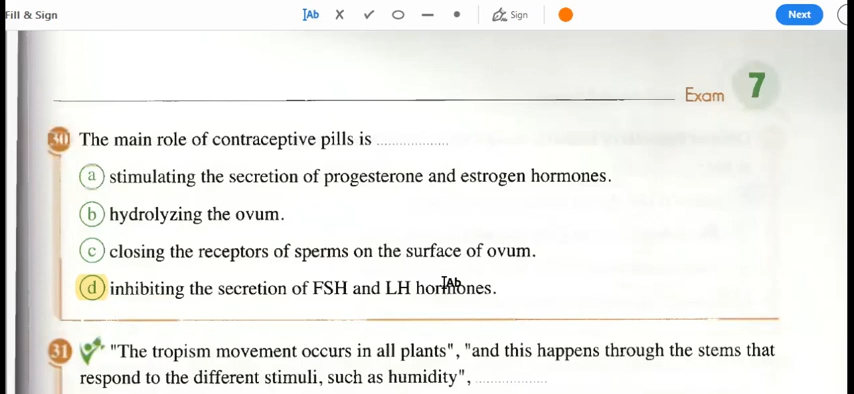 Fill & Sign
Ab
Sign
Next
Exam 7
30 The main role of contraceptive pills is ...................
a stimulating the secretion of progesterone and estrogen hormones.
b hydrolyzing the ovum.
c closing the receptors of sperms on the surface of ovum.
d inhibiting the secretion of FSH and LH hormones.
Ab
31 "The tropism movement occurs in all plants", "and this happens through the stems that
respond to the different stimuli, such as humidity", ..................